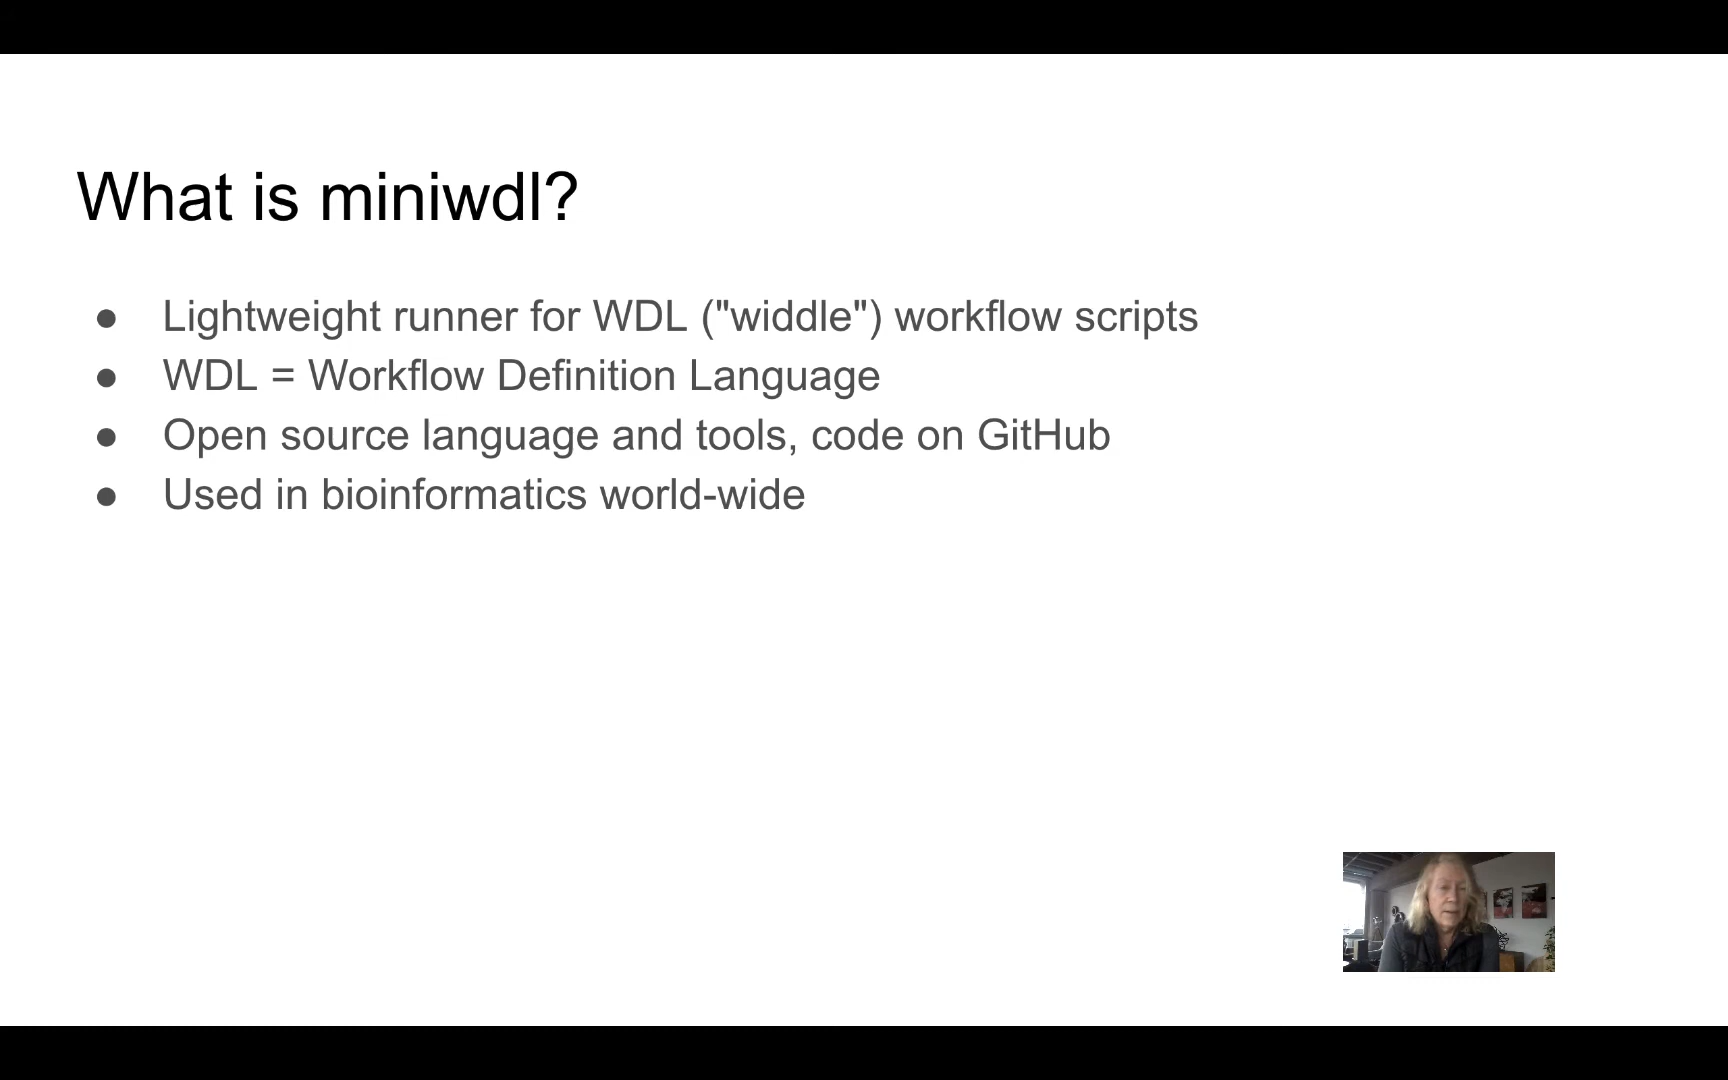 What is miniwdl?
● Lightweight runner for WDL ("widdle") workflow scripts
● WDL = Workflow Definition Language
● Open source language and tools, code on GitHub
● Used in bioinformatics world-wide